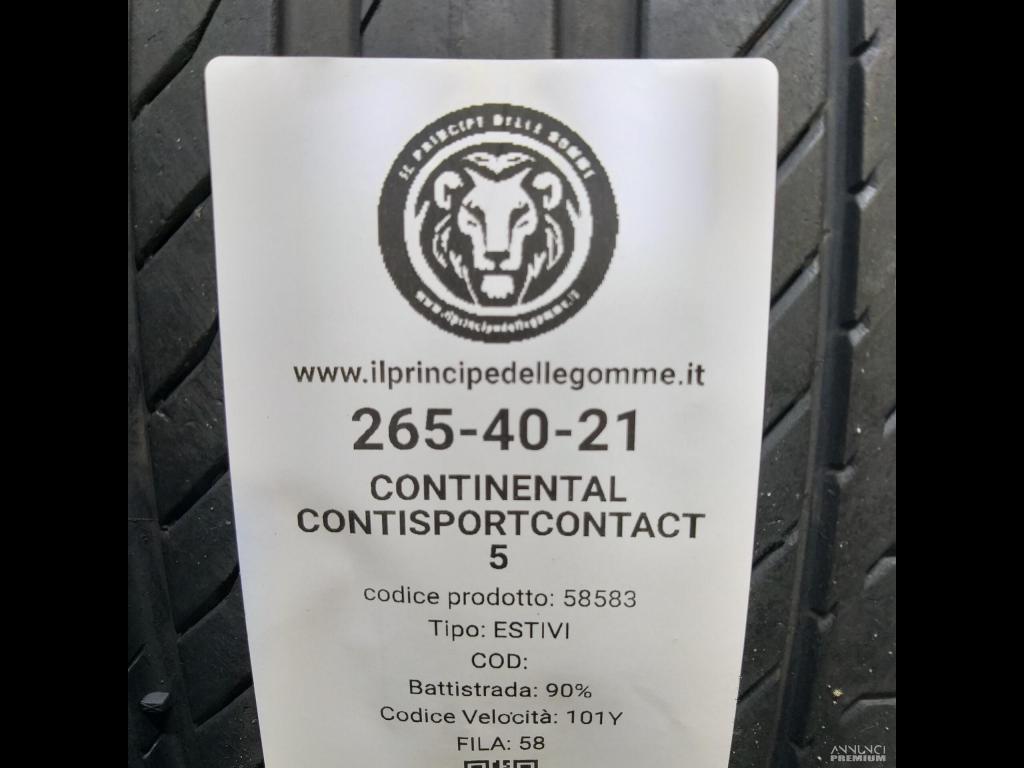 IL PRINCIPE DELLE GOMME
www.ilprincipedellegomme.it
www.ilprincipedellegomme.it
265-40-21
CONTINENTAL
CONTISPORTCONTACT
5
codice prodotto: 58583
Tipo: ESTIVI
COD:
Battistrada: 90%
Codice Velocità: 101Y
FILA: 58
ANNUNCI
PREMIUM